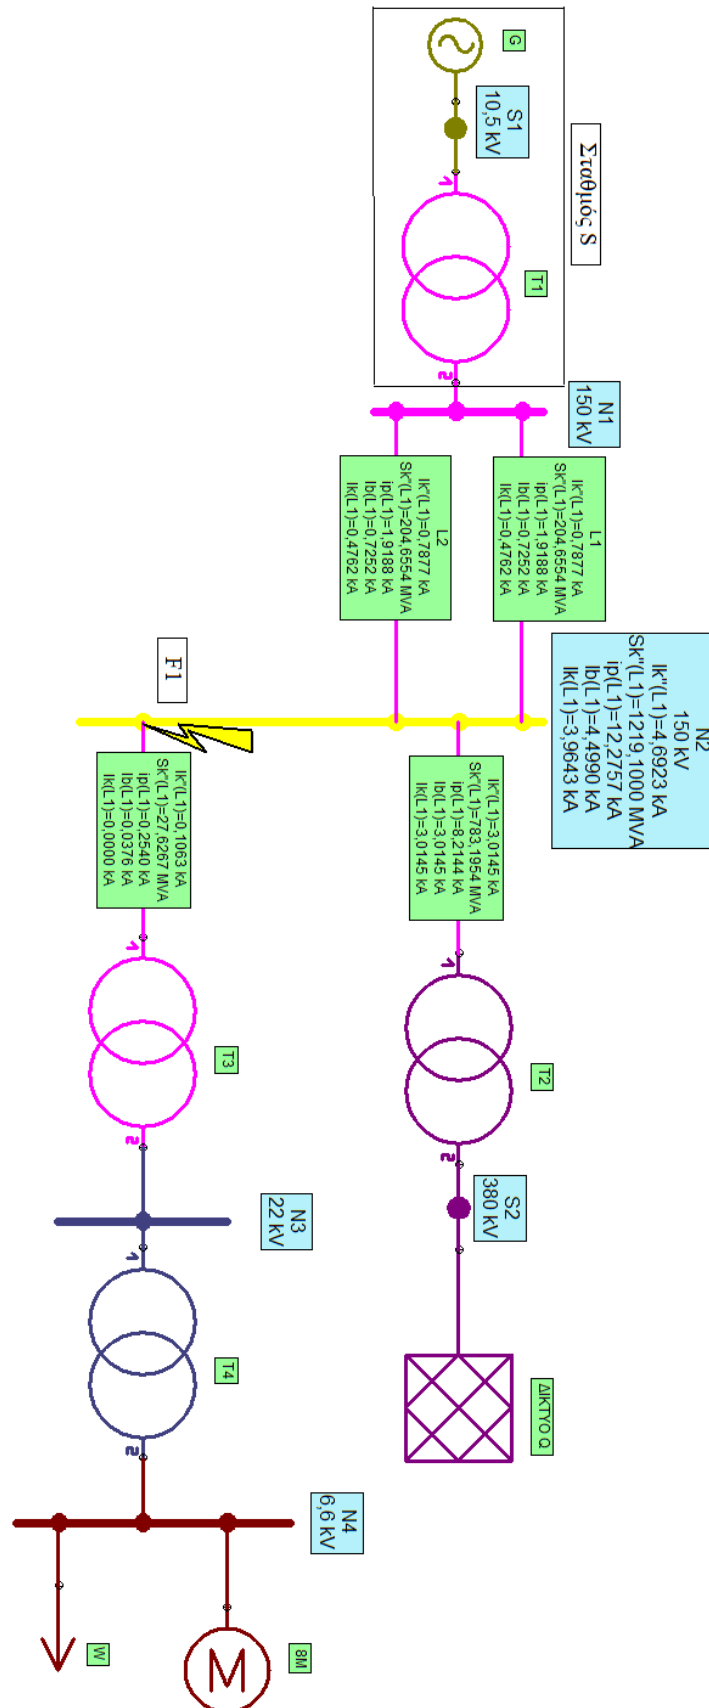 G
S1
10,5 kV
Σταθμός S
1
T1
2
N1
150 kV
L1
Ik"(L1)=0,7877 kA
Sk"(L1)=204,6554 MVA
ip(L1)=1,9188 kA
Ib(L1)=0,7252 kA
Ik(L1)=0,4762 kA
L2
Ik"(L1)=0,7877 kA
Sk"(L1)=204,6554 MVA
ip(L1)=1,9188 kA
Ib(L1)=0,7252 kA
Ik(L1)=0,4762 kA
N2
150 kV
Ik"(L1)=4,6923 kA
Sk"(L1)=1219,1000 MVA
ip(L1)=12,2757 kA
Ib(L1)=4,4990 kA
Ik(L1)=3,9643 kA
F1
Ik"(L1)=3,0145 kA
Sk"(L1)=783,1954 MVA
ip(L1)=8,2144 kA
Ib(L1)=3,0145 kA
Ik(L1)=3,0145 kA
1
T2
2
S2
380 kV
ΔΙΚΤΥΟ Q
Ik"(L1)=0,1063 kA
Sk"(L1)=27,6267 MVA
ip(L1)=0,2540 kA
Ib(L1)=0,0376 kA
Ik(L1)=0,0000 kA
1
T3
2
N3
22 kV
1
T4
2
N4
6,6 kV
8M
M
W